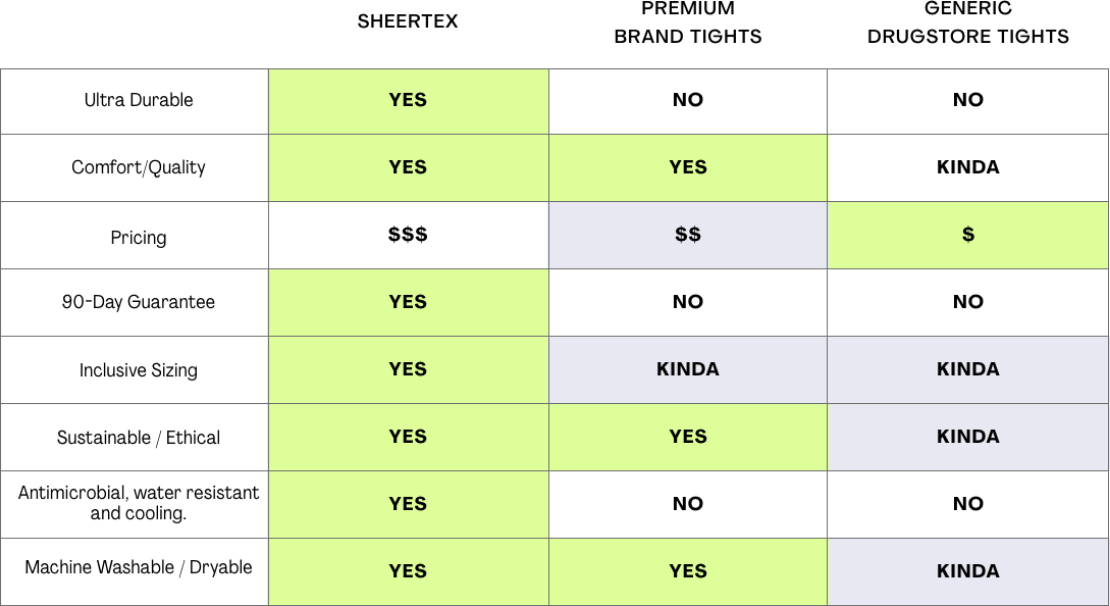 SHEERTEX
PREMIUM
BRAND TIGHTS
GENERIC
DRUGSTORE TIGHTS
Ultra Durable
YES
NO
NO
Comfort/Quality
YES
YES
KINDA
Pricing
$$$
$$
$
90-Day Guarantee
YES
NO
NO
Inclusive Sizing
YES
KINDA
KINDA
Sustainable / Ethical
YES
YES
KINDA
Antimicrobial, water resistant
and cooling.
YES
NO
NO
Machine Washable / Dryable
YES
YES
KINDA